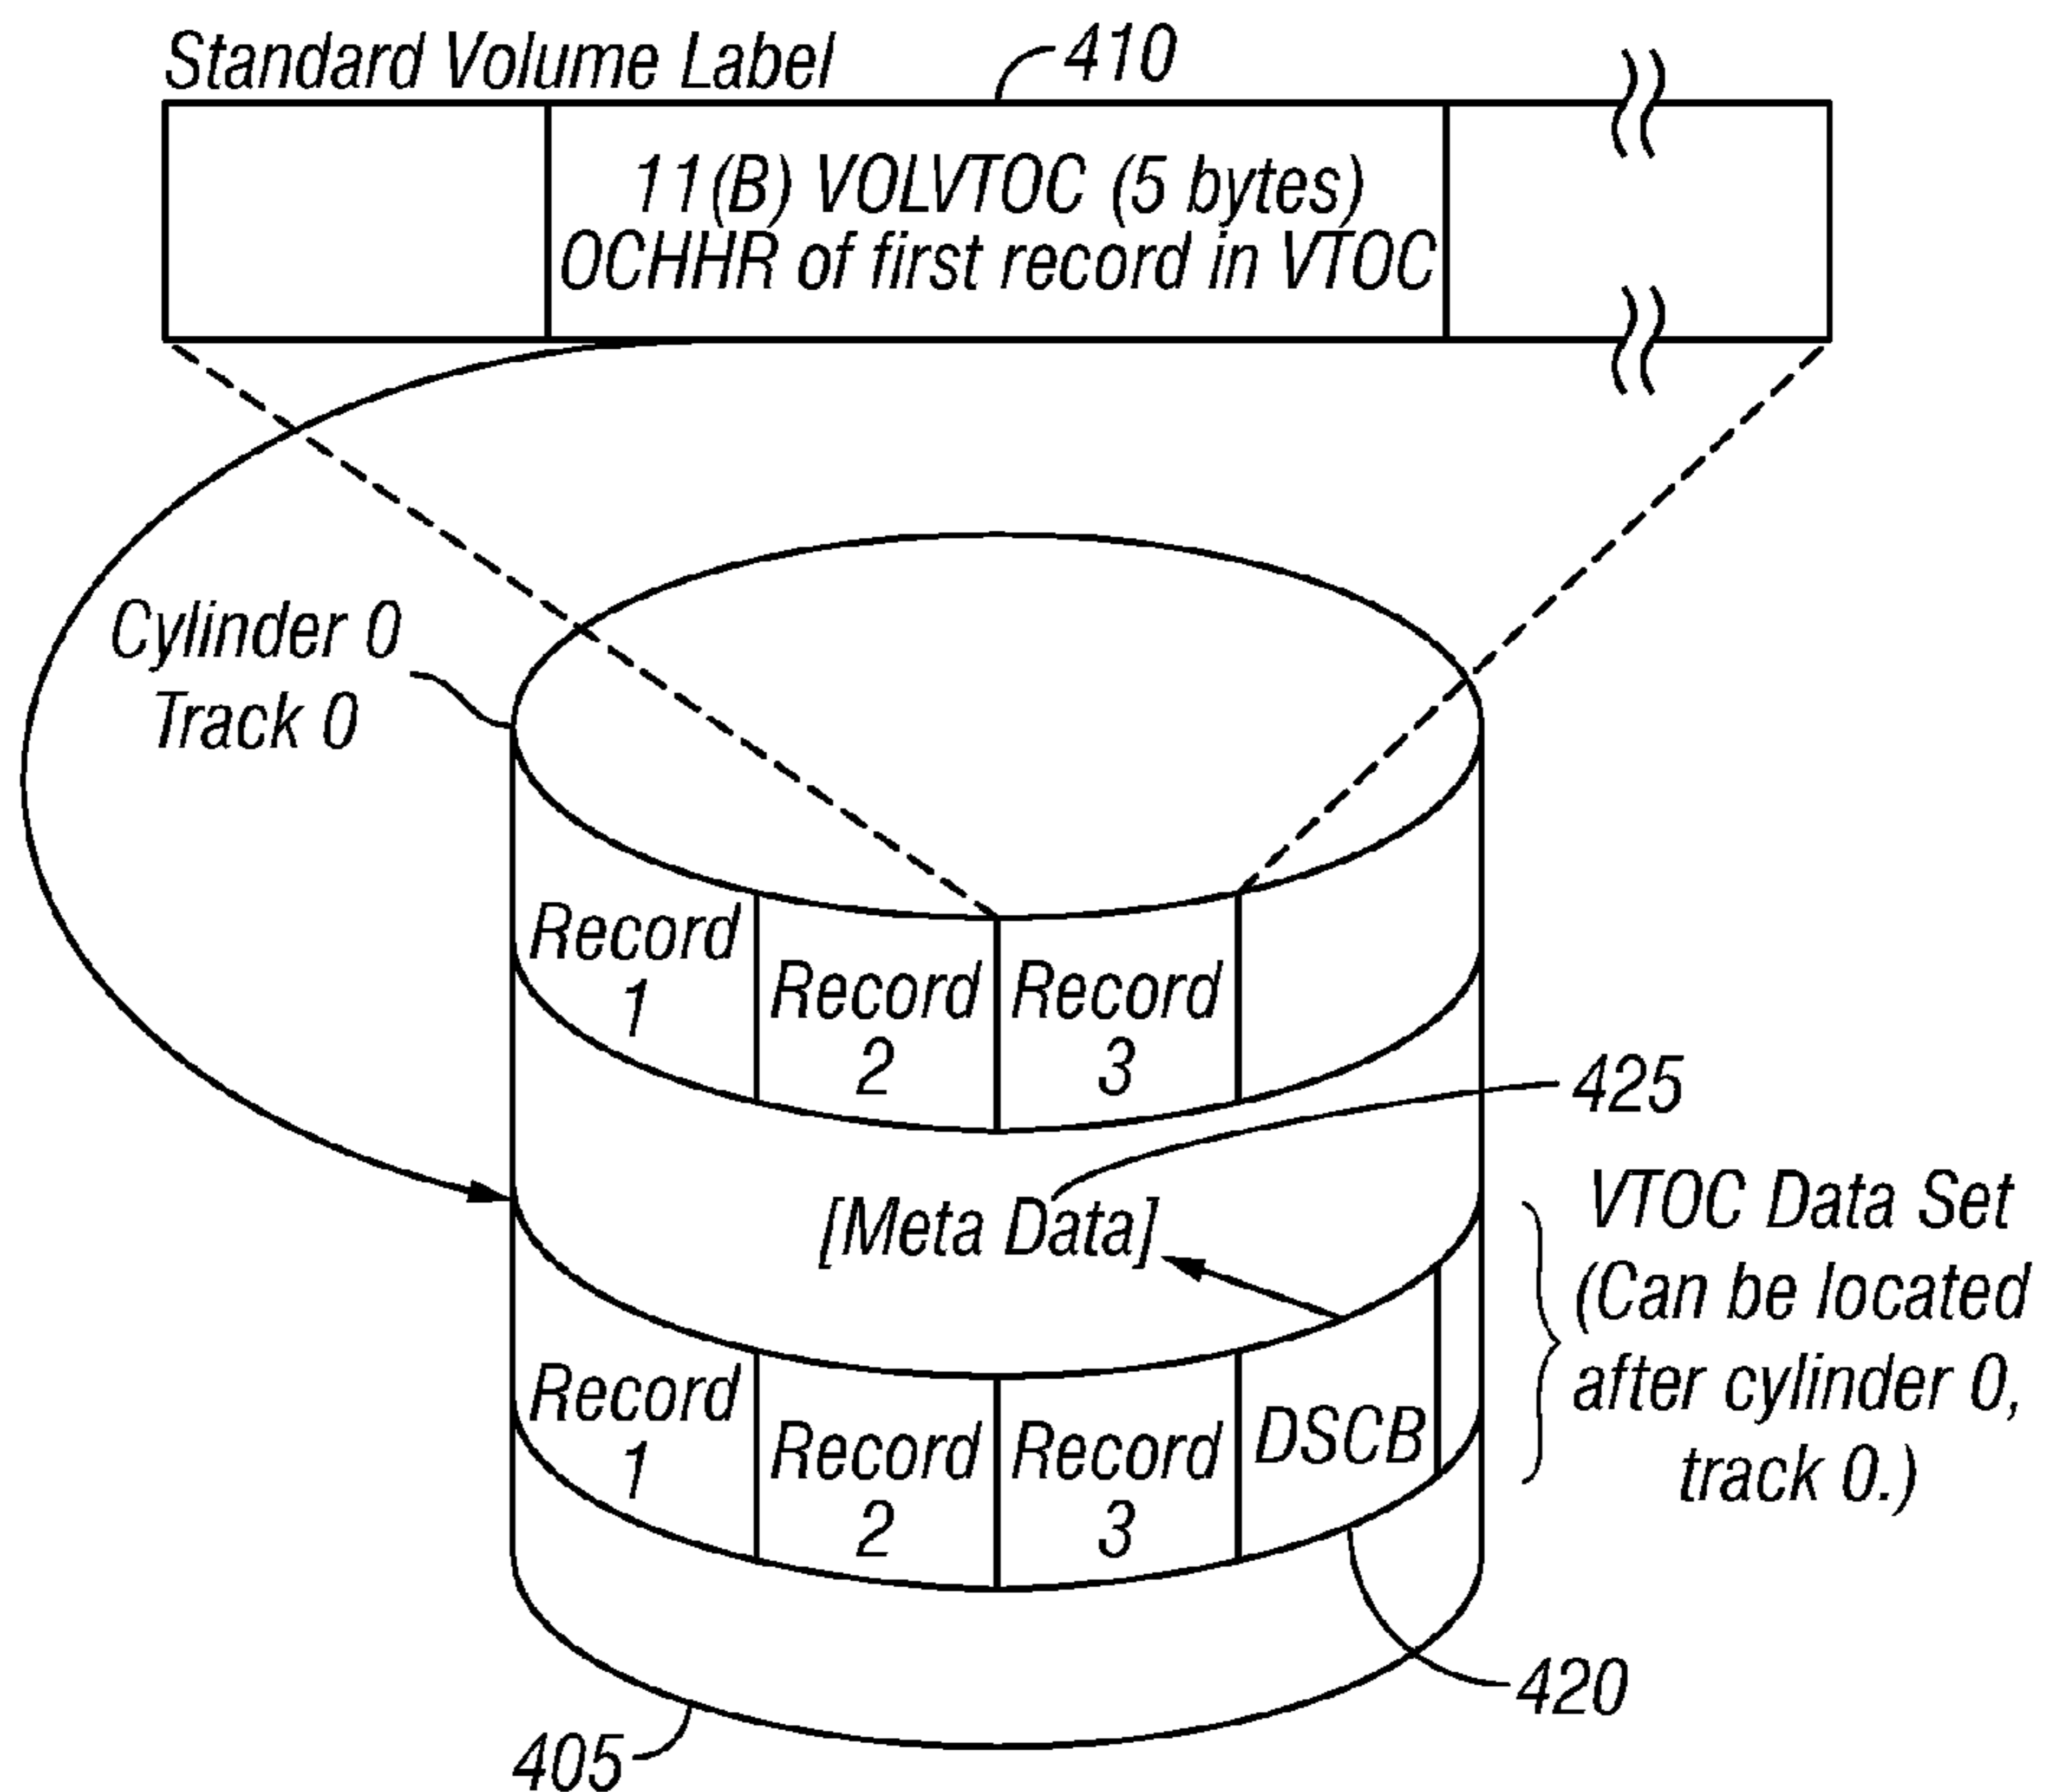 Standard Volume Label
410
11(B) VOLVTOC (5 bytes)
OCHHR of first record in VTOC
Cylinder 0
Track 0
Record
1
Record
2
Record
3
425
[Meta Data]
VTOC Data Set
(Can be located
after cylinder 0,
track 0.)
Record
1
Record
2
Record
3
DSCB
420
405